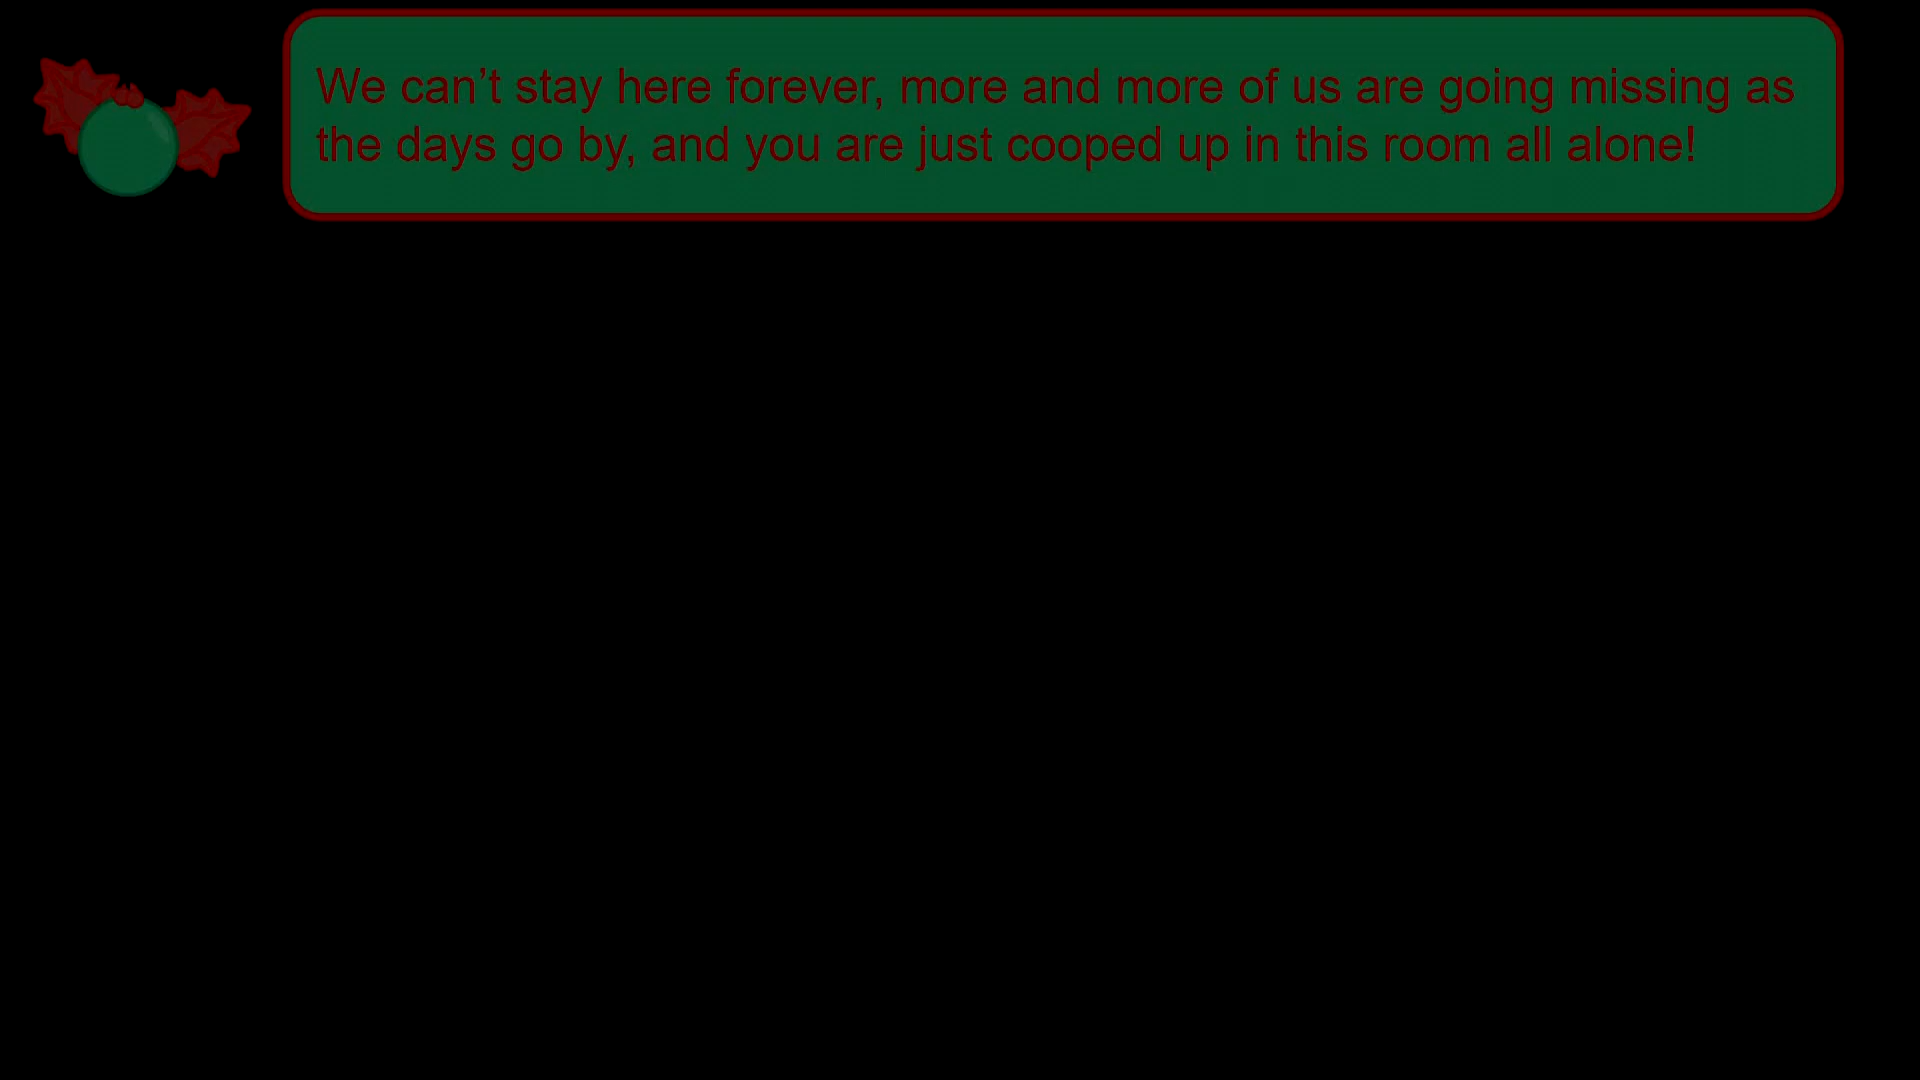 We can’t stay here forever, more and more of us are going missing as
the days go by, and you are just cooped up in this room all alone!